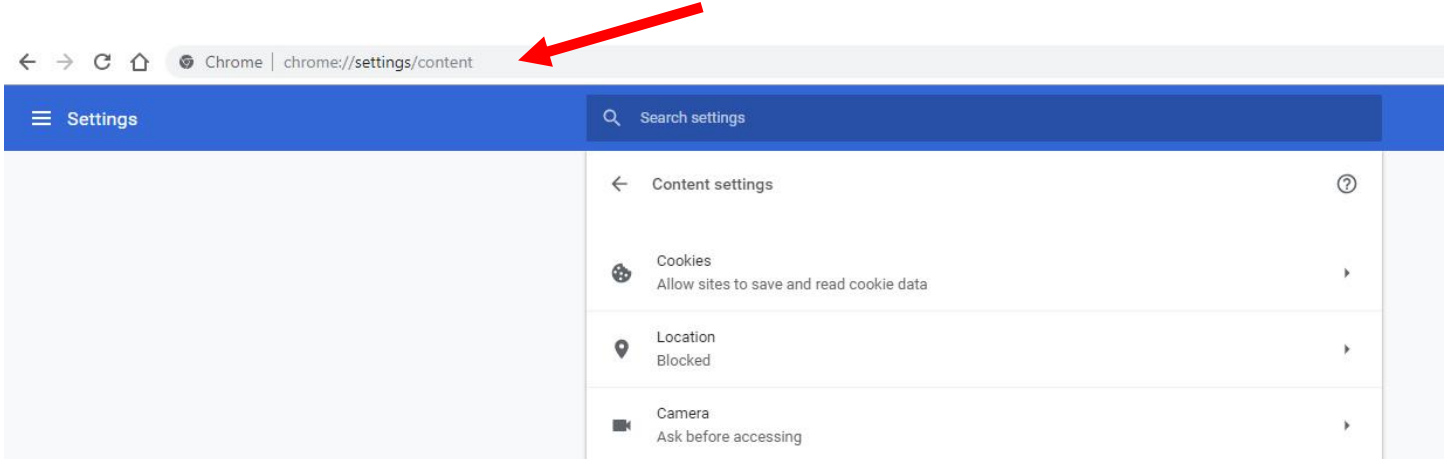 Chrome | chrome://settings/content
Settings
Search settings
Content settings
Cookies
Allow sites to save and read cookie data
Location
Blocked
Camera
Ask before accessing